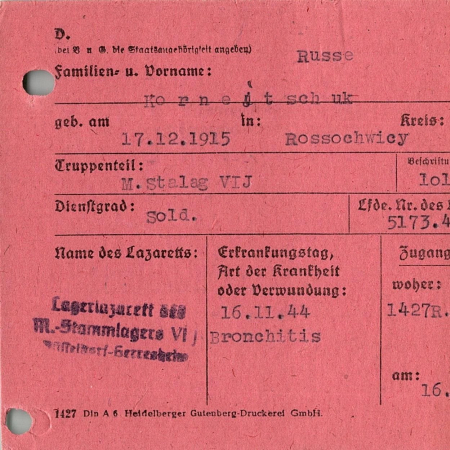 D.
(bei V u G. die Staatsangehörigkeit angeben)
Russe
Familien- u. Vorname:
Kornejtschuk
geb. am in: Kreis:
17.12.1915 Rossochwicy
Truppenteil: Beschriftu
M.Stalag VIJ 101
Dienstgrad: Lfde. Nr. des L
Sold. 5173.4
Name des Lazaretts: Erkrankungstag, Zugang
Art der Krankheit
oder Verwundung: woher:
16.11.44 1427R.
Bronchitis
Lagerlazarett des
M.-Stammlagers VI J
Düsseldorf-Gerresheim
am:
16.
1427 Din A 6 Heidelberger Gutenberg-Druckerei GmbH.